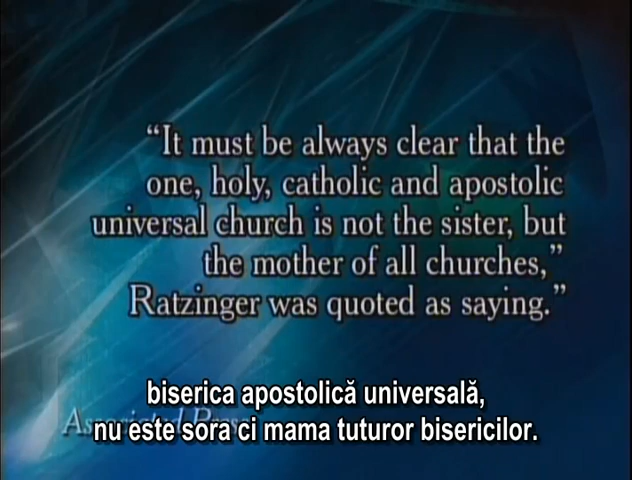 “It must be always clear that the
one, holy, catholic and apostolic
universal church is not the sister, but
the mother of all churches,”
Ratzinger was quoted as saying.”
Associated Press
biserica apostolică universală,
nu este sora ci mama tuturor bisericilor.